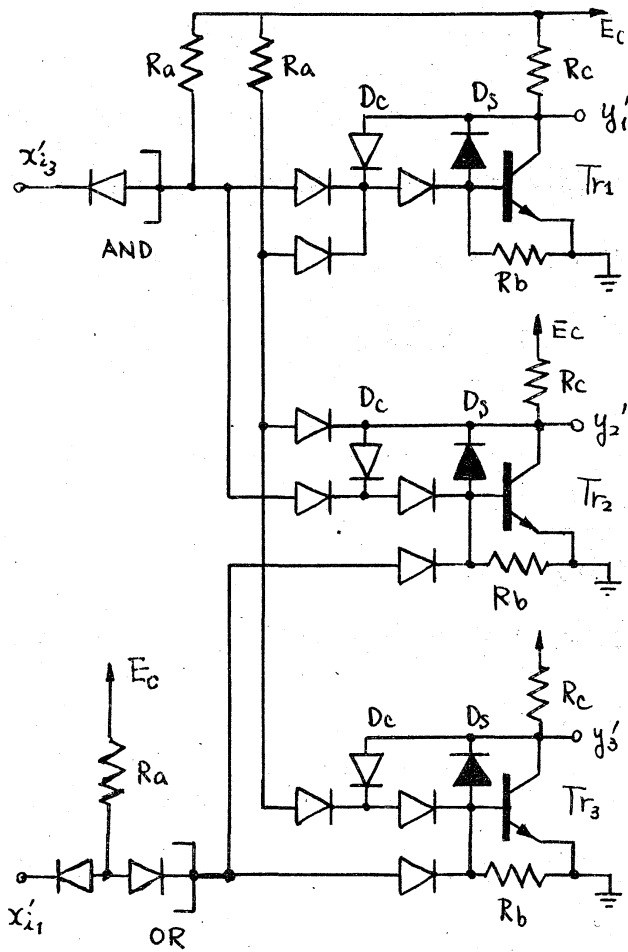 Ec
Ra
Ra
Rc
Dc
Ds
y₁'
x'i₃
Tr₁
AND
Rb
Ec
Rc
Dc
Ds
y₂'
Tr₂
Rb
Ec
Rc
Dc
Ds
y₃'
Ra
Tr₃
x'i₁
Rb
OR